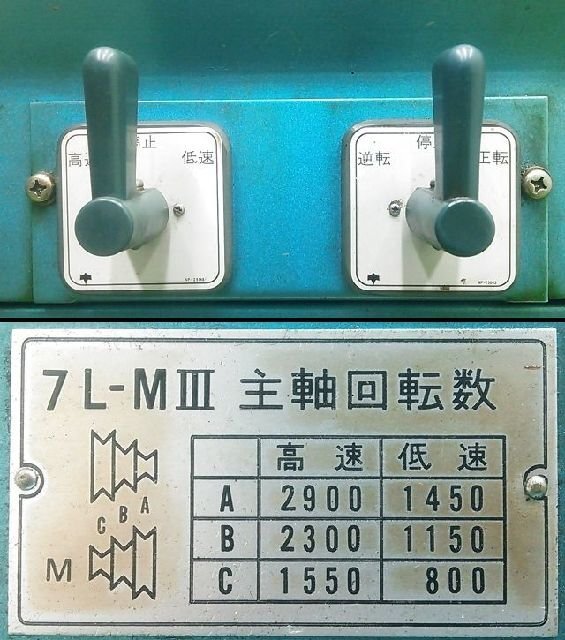 高 止 低速
逆転 停 正転
7L-MⅢ 主軸回転数
高速 低速
A 2900 1450
B 2300 1150
C 1550 800
C B A
M